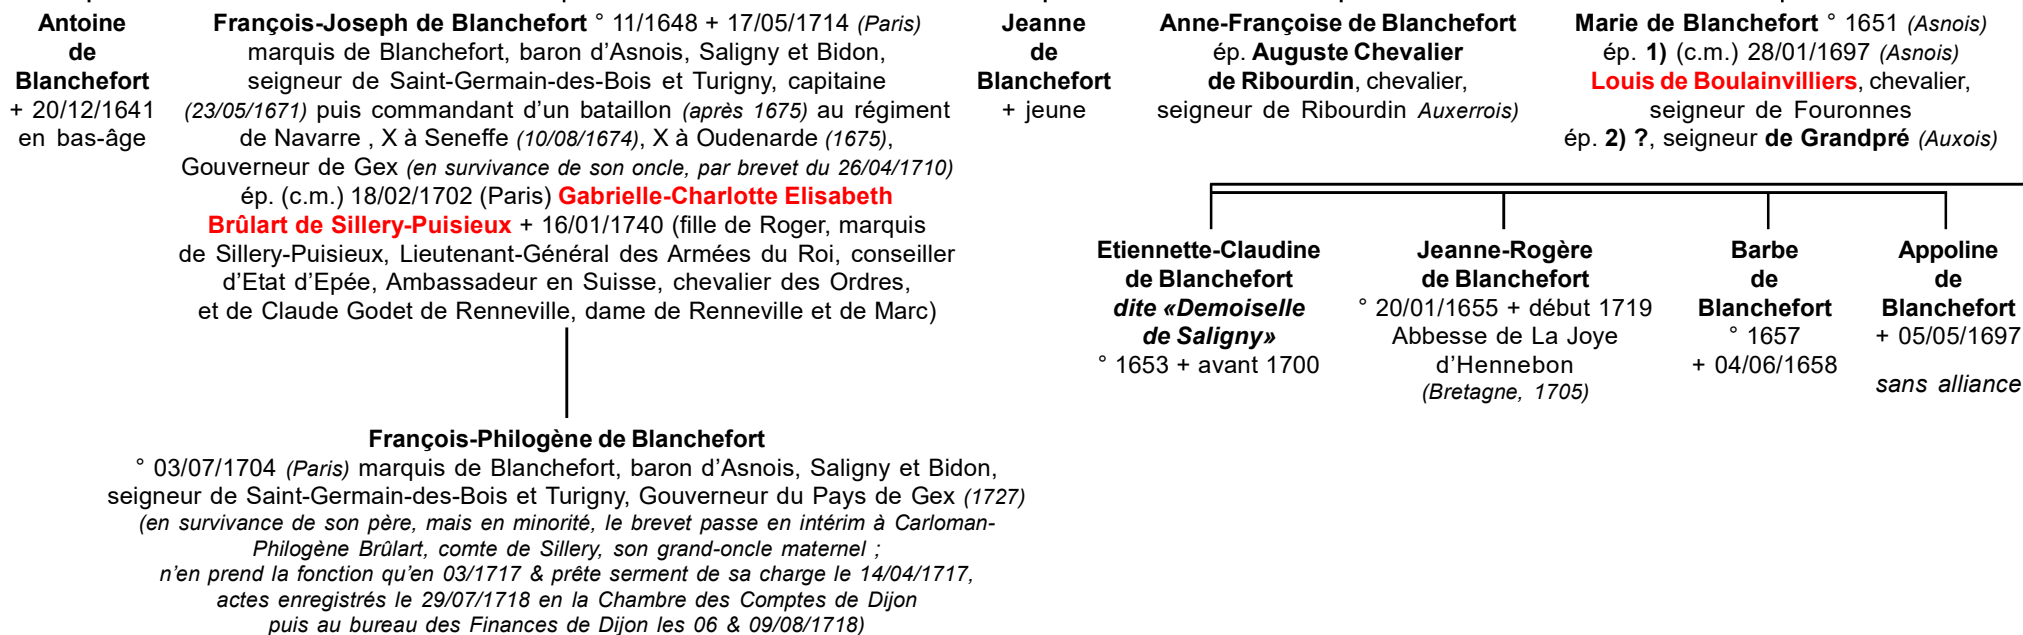 Antoine
de
Blanchefort
+ 20/12/1641
en bas-âge
François-Joseph de Blanchefort ° 11/1648 + 17/05/1714 (Paris)
marquis de Blanchefort, baron d’Asnois, Saligny et Bidon,
seigneur de Saint-Germain-des-Bois et Turigny, capitaine
(23/05/1671) puis commandant d’un bataillon (après 1675) au régiment
de Navarre , X à Seneffe (10/08/1674), X à Oudenarde (1675),
Gouverneur de Gex (en survivance de son oncle, par brevet du 26/04/1710)
ép. (c.m.) 18/02/1702 (Paris) Gabrielle-Charlotte Elisabeth
Brûlart de Sillery-Puisieux + 16/01/1740 (fille de Roger, marquis
de Sillery-Puisieux, Lieutenant-Général des Armées du Roi, conseiller
d’Etat d’Epée, Ambassadeur en Suisse, chevalier des Ordres,
et de Claude Godet de Renneville, dame de Renneville et de Marc)
Jeanne
de
Blanchefort
+ jeune
Anne-Françoise de Blanchefort
ép. Auguste Chevalier
de Ribourdin, chevalier,
seigneur de Ribourdin Auxerrois)
Marie de Blanchefort ° 1651 (Asnois)
ép. 1) (c.m.) 28/01/1697 (Asnois)
Louis de Boulainvilliers, chevalier,
seigneur de Fouronnes
ép. 2) ?, seigneur de Grandpré (Auxois)
Etiennette-Claudine
de Blanchefort
dite «Demoiselle
de Saligny»
° 1653 + avant 1700
Jeanne-Rogère
de Blanchefort
° 20/01/1655 + début 1719
Abbesse de La Joye
d’Hennebon
(Bretagne, 1705)
Barbe
de
Blanchefort
° 1657
+ 04/06/1658
Appoline
de
Blanchefort
+ 05/05/1697
sans alliance
François-Philogène de Blanchefort
° 03/07/1704 (Paris) marquis de Blanchefort, baron d’Asnois, Saligny et Bidon,
seigneur de Saint-Germain-des-Bois et Turigny, Gouverneur du Pays de Gex (1727)
(en survivance de son père, mais en minorité, le brevet passe en intérim à Carloman-
Philogène Brûlart, comte de Sillery, son grand-oncle maternel ;
n’en prend la fonction qu’en 03/1717 & prête serment de sa charge le 14/04/1717,
actes enregistrés le 29/07/1718 en la Chambre des Comptes de Dijon
puis au bureau des Finances de Dijon les 06 & 09/08/1718)